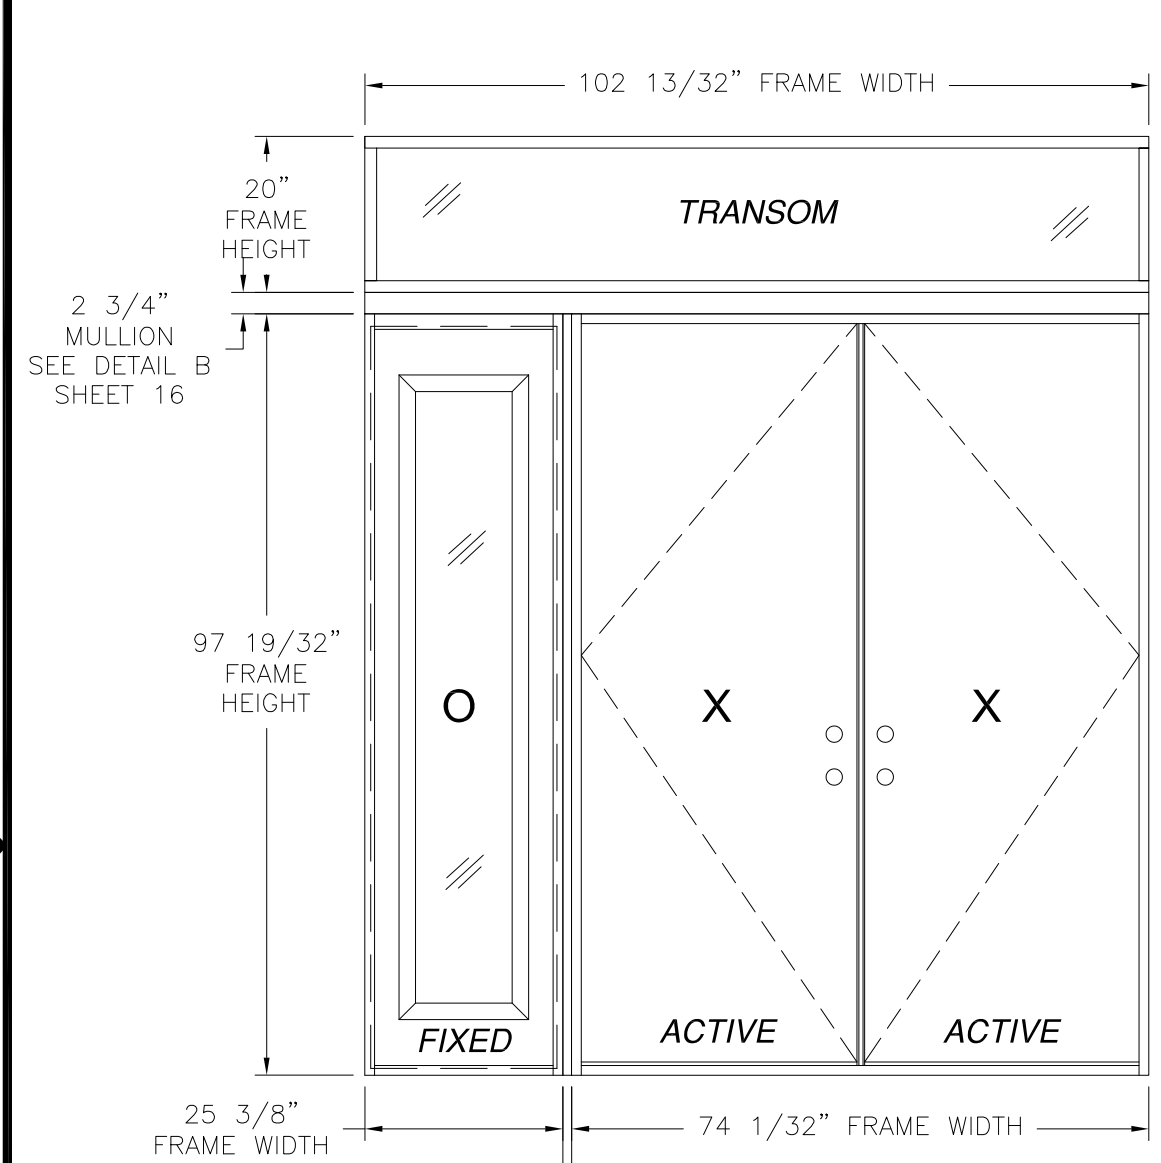 102 13/32” FRAME WIDTH
20”
FRAME
HEIGHT
TRANSOM
2 3/4”
MULLION
SEE DETAIL B
SHEET 16
97 19/32”
FRAME
HEIGHT
O
X
X
FIXED
ACTIVE
ACTIVE
25 3/8”
FRAME WIDTH
74 1/32” FRAME WIDTH